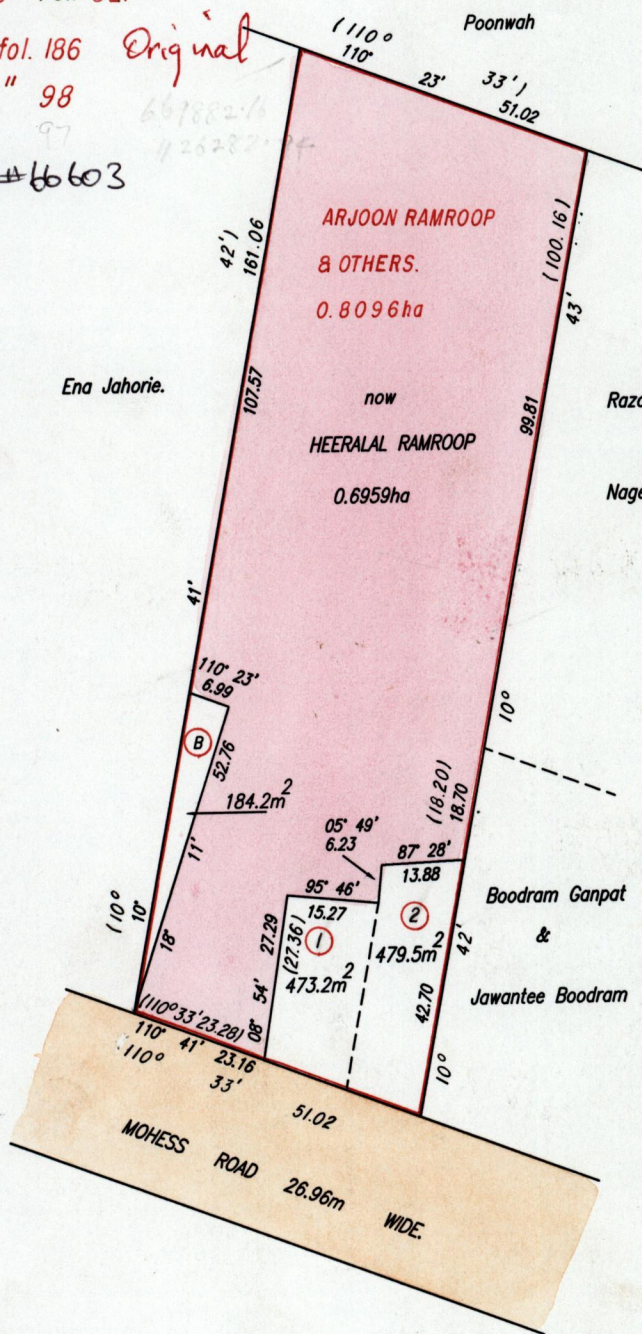 fol. 186 Original
" 98
97
#66603
Poonwah
(110°
33')
110° 23' 51.02
42')
161.06
ARJOON RAMROOP
& OTHERS.
0.8096ha
(100.16)
43'
Ena Jahorie.
107.57
now
HEERALAL RAMROOP
0.6959ha
99.81
41'
110° 23'
6.99
B
52.76
184.2m²
11'
18°
(10°
10°
10°
(18.20)
18.70
05° 49'
6.23
87° 28'
13.88
95° 46'
15.27
27.29
(27.36)
08° 54'
1
473.2m²
2
479.5m²
42'
42.70
10°
Boodram Ganpat
&
Jawantee Boodram
(110°33'23.28)
110° 41' 23.16
110° 33' 51.02
MOHESS ROAD 26.96m WIDE.